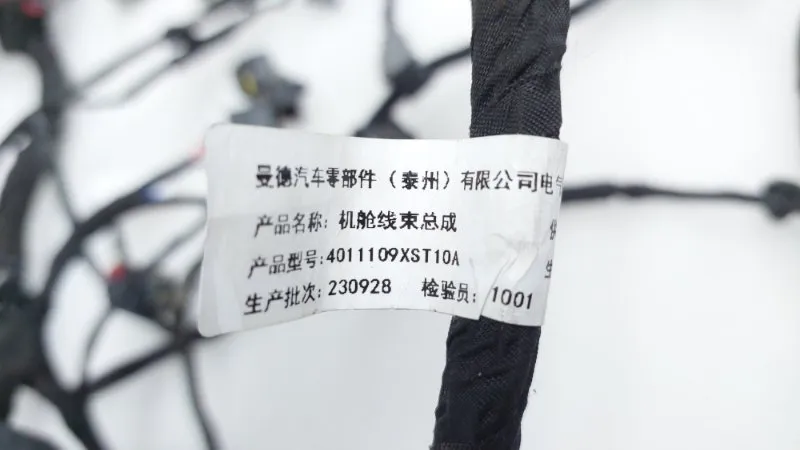 曼德汽车零部件（泰州）有限公司电气
产品名称：机舱线束总成
产品型号：4011109XST10A
生产批次：230928 检验员：1001